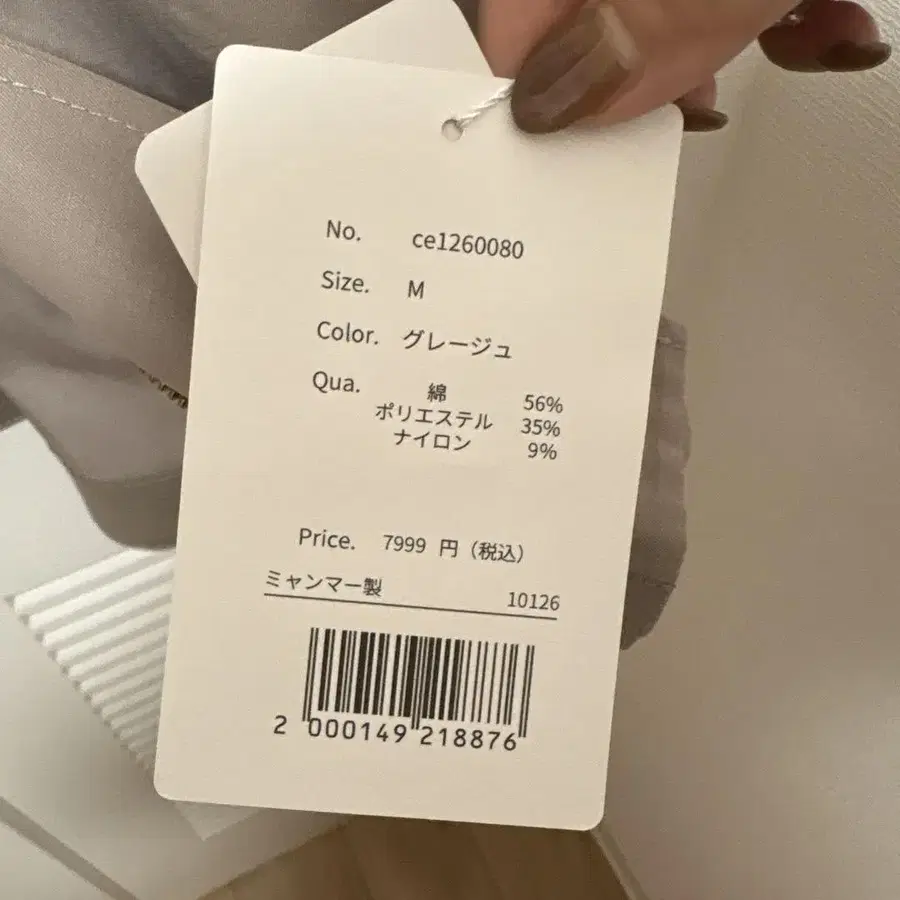 No. ce1260080
Size. M
Color. グレージュ
Qua. 綿 56%
ポリエステル 35%
ナイロン 9%
Price. 7999 円（税込）
ミャンマー製 10126
2 000149 218876